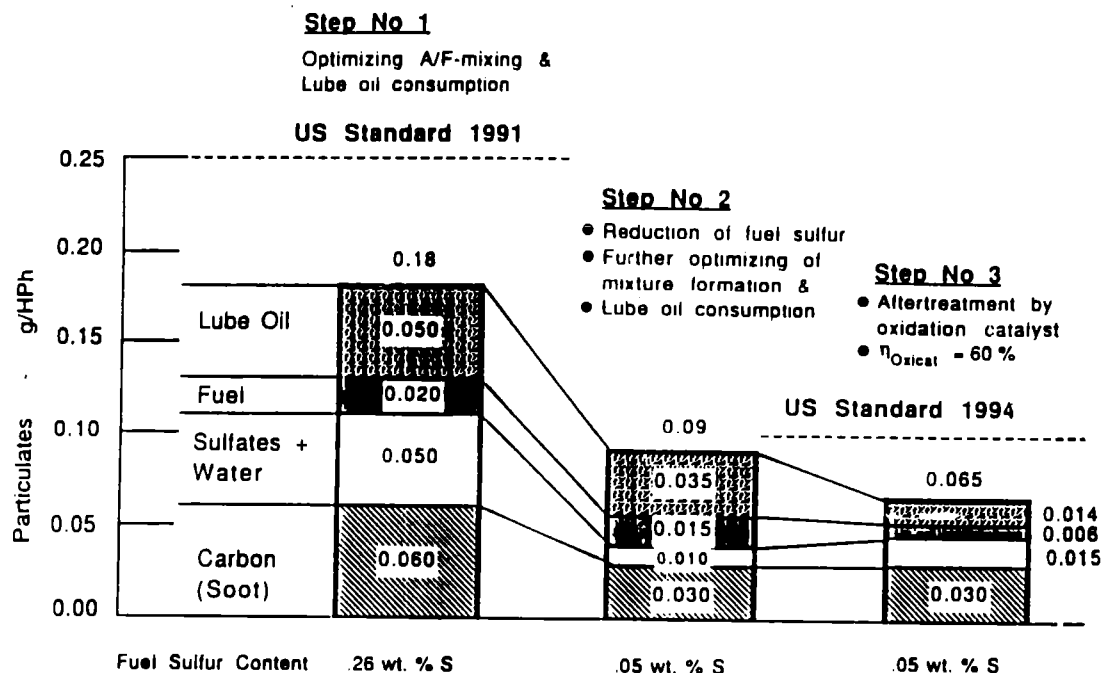 Step No 1
Optimizing A/F-mixing &
Lube oil consumption
US Standard 1991
Step No 2
● Reduction of fuel sulfur
● Further optimizing of
mixture formation &
● Lube oil consumption
Step No 3
● Aftertreatment by
oxidation catalyst
● ηOxicat = 60 %
US Standard 1994
Particulates g/HPh
0.25
0.20
0.15
0.10
0.05
0.00
Lube Oil
Fuel
Sulfates +
Water
Carbon
(Soot)
0.18
0.050
0.020
0.050
0.060
0.09
0.035
0.015
0.010
0.030
0.065
0.014
0.006
0.015
0.030
Fuel Sulfur Content .26 wt. % S .05 wt. % S .05 wt. % S